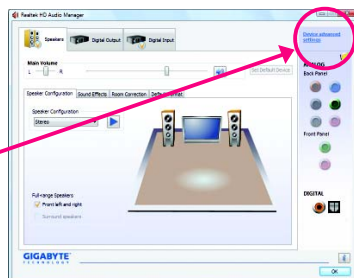 Realtek HD Audio Manager
Speakers
Digital Output
Digital Input
Device advanced
settings
Main Volume
L
R
Set Default Device
ANALOG
Back Panel
Speaker Configuration
Sound Effects
Room Correction
Default Format
Speaker Configuration
Stereo
Front Panel
Full-range Speakers
Front left and right
Surround speakers
DIGITAL
GIGABYTE
TECHNOLOGY
OK